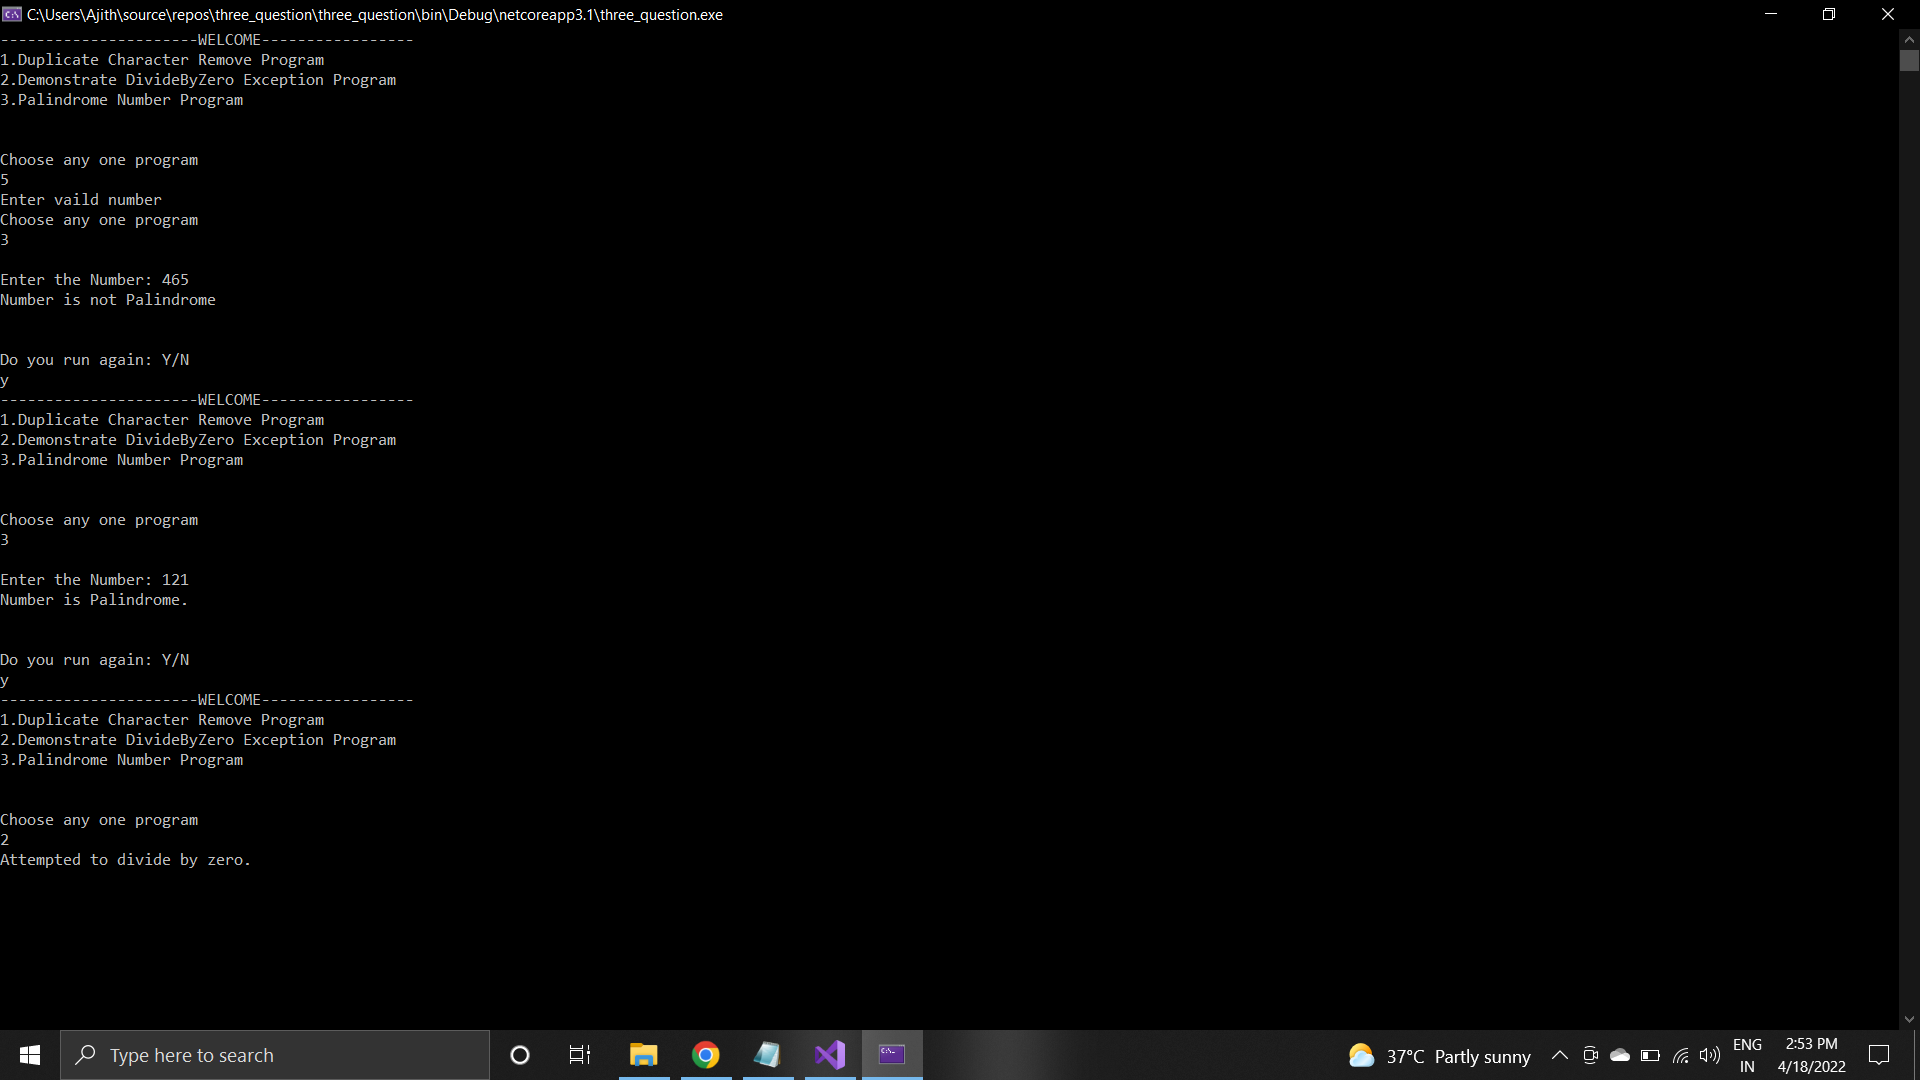 C:\Users\Ajith\source\repos\three_question\three_question\bin\Debug\netcoreapp3.1\three_question.exe
----------------------WELCOME-----------------
1.Duplicate Character Remove Program
2.Demonstrate DivideByZero Exception Program
3.Palindrome Number Program
Choose any one program
5
Enter vaild number
Choose any one program
3
Enter the Number: 465
Number is not Palindrome
Do you run again: Y/N
y
----------------------WELCOME-----------------
1.Duplicate Character Remove Program
2.Demonstrate DivideByZero Exception Program
3.Palindrome Number Program
Choose any one program
3
Enter the Number: 121
Number is Palindrome.
Do you run again: Y/N
y
----------------------WELCOME-----------------
1.Duplicate Character Remove Program
2.Demonstrate DivideByZero Exception Program
3.Palindrome Number Program
Choose any one program
2
Attempted to divide by zero.
Type here to search
37°C Partly sunny
ENG
IN
2:53 PM
4/18/2022